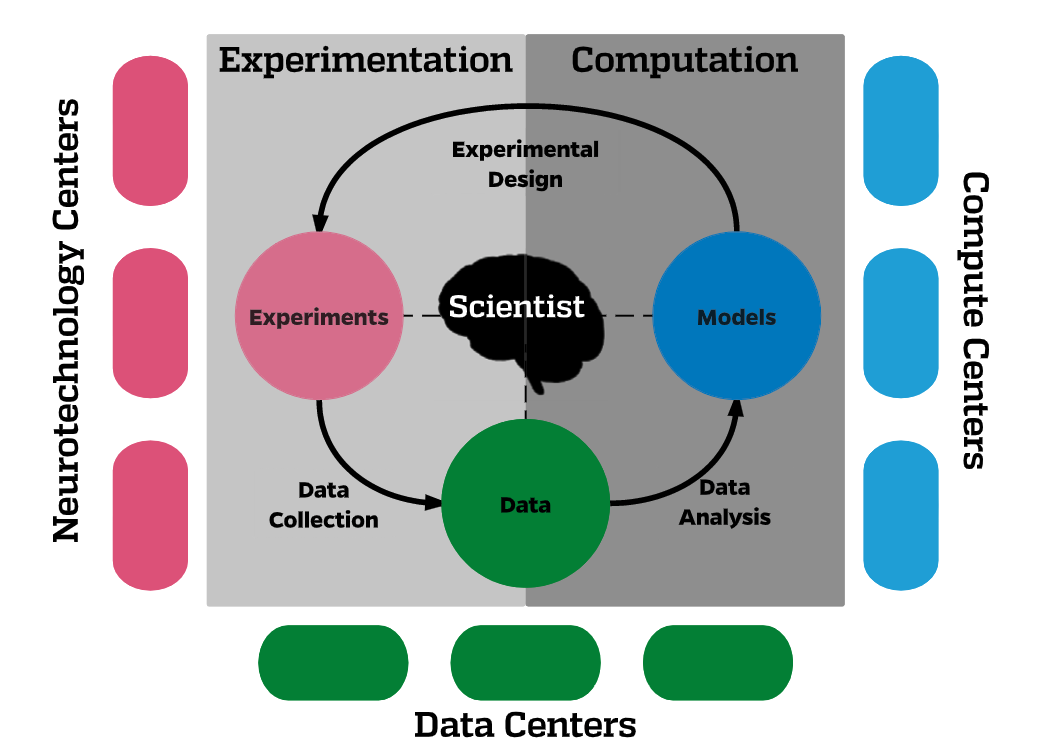 Experimentation
Computation
Neurotechnology Centers
Compute Centers
Experimental
Design
Experiments
Scientist
Models
Data
Collection
Data
Data
Analysis
Data Centers